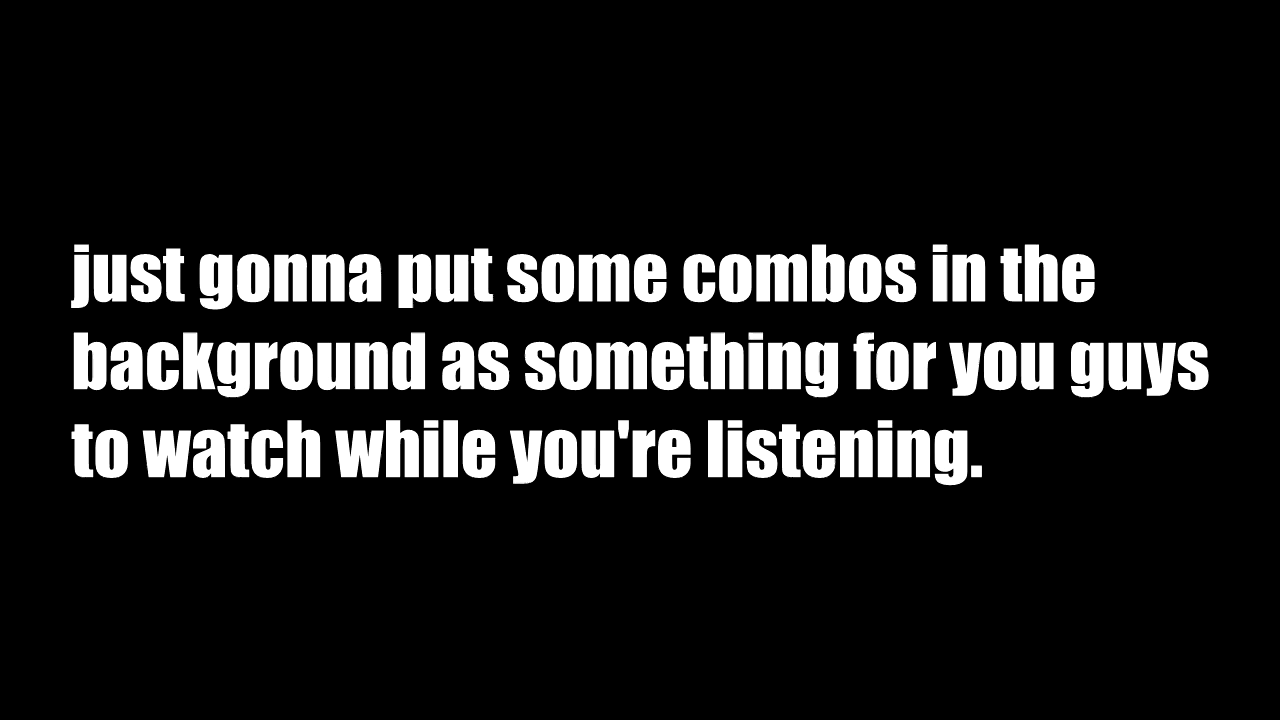 just gonna put some combos in the
background as something for you guys
to watch while you're listening.